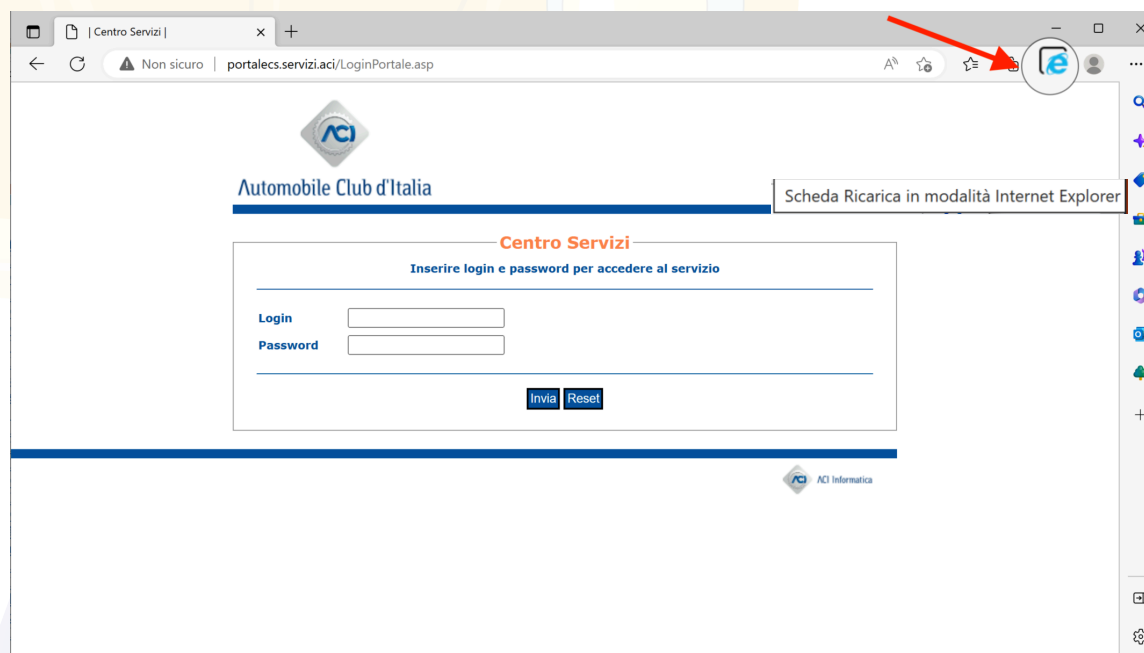 | Centro Servizi |
Non sicuro | portalecs.servizi.aci/LoginPortale.asp
ACI
Automobile Club d'Italia
Scheda Ricarica in modalità Internet Explorer
Centro Servizi
Inserire login e password per accedere al servizio
Login
Password
Invia Reset
ACI ACI Informatica